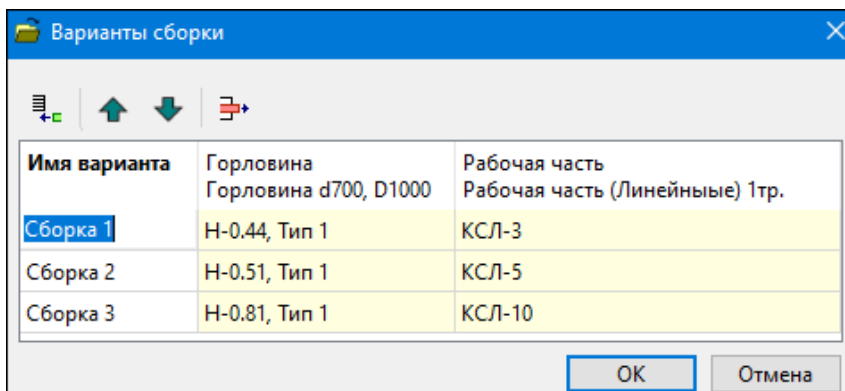 Варианты сборки
Имя варианта
Горловина
Горловина d700, D1000
Рабочая часть
Рабочая часть (Линейныые) 1тр.
Сборка 1
Н-0.44, Тип 1
КСЛ-3
Сборка 2
Н-0.51, Тип 1
КСЛ-5
Сборка 3
Н-0.81, Тип 1
КСЛ-10
ОК
Отмена